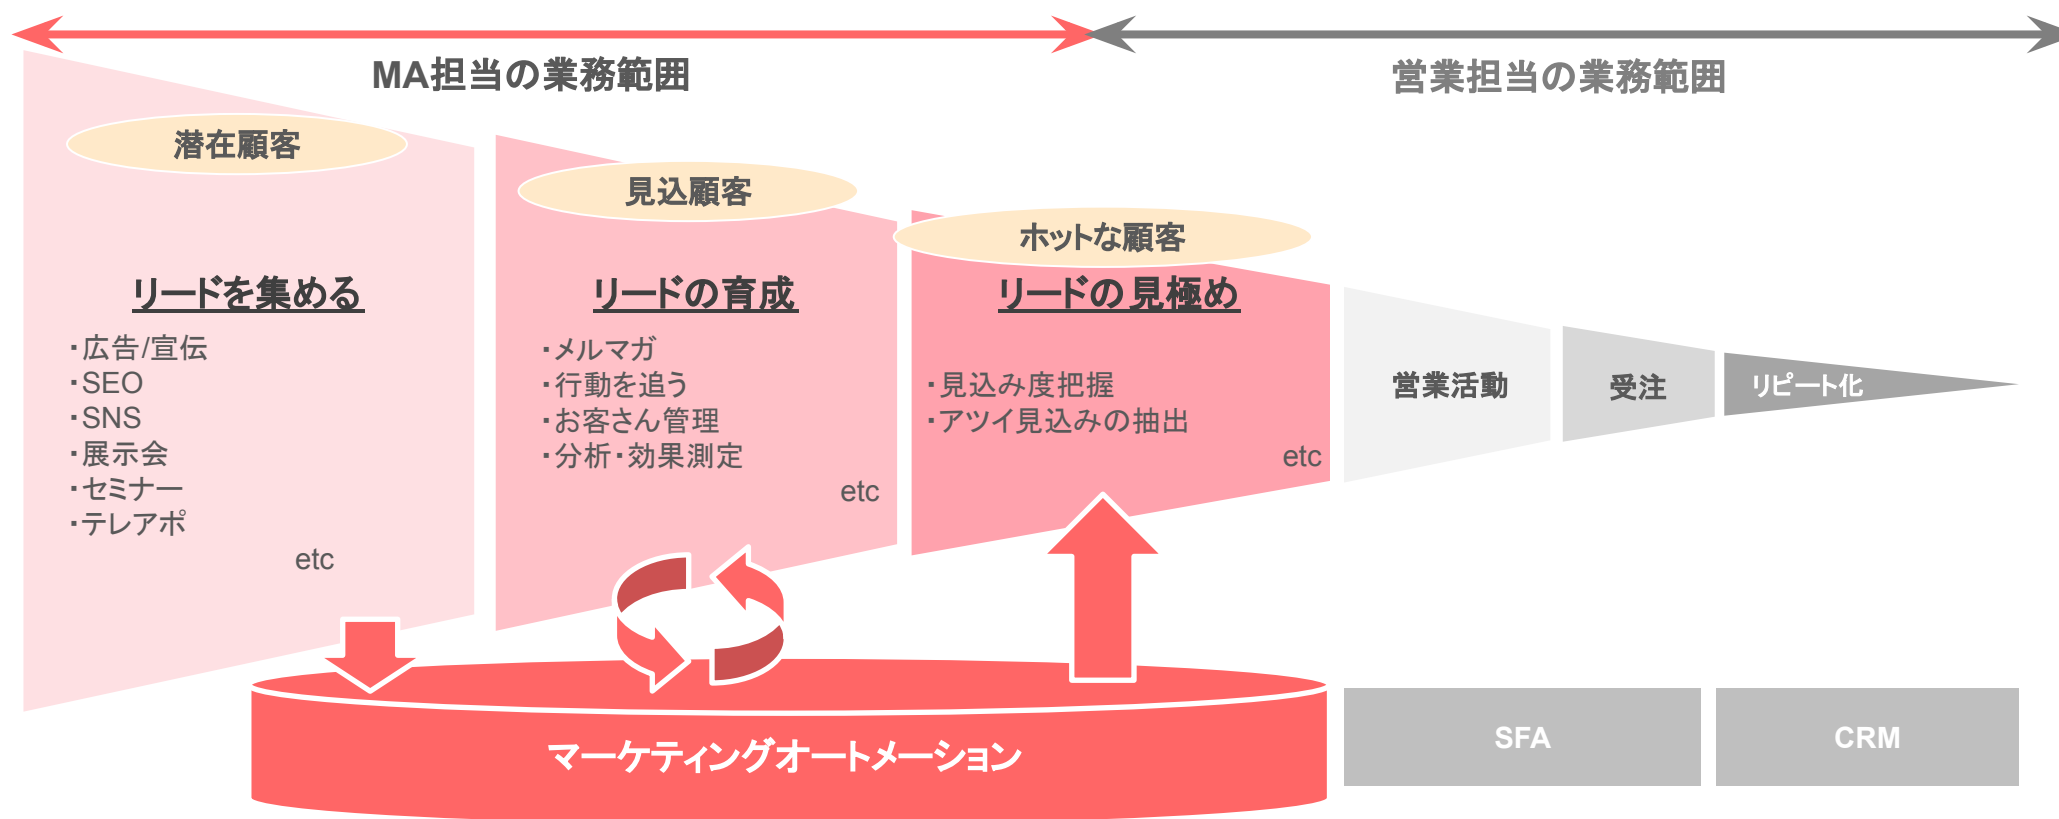 MA担当の業務範囲
営業担当の業務範囲
潜在顧客
見込顧客
ホットな顧客
リードを集める
・広告/宣伝
・SEO
・SNS
・展示会
・セミナー
・テレアポ
etc
リードの育成
・メルマガ
・行動を追う
・お客さん管理
・分析・効果測定
etc
リードの見極め
・見込み度把握
・アツイ見込みの抽出
etc
営業活動
受注
リピート化
マーケティングオートメーション
SFA
CRM